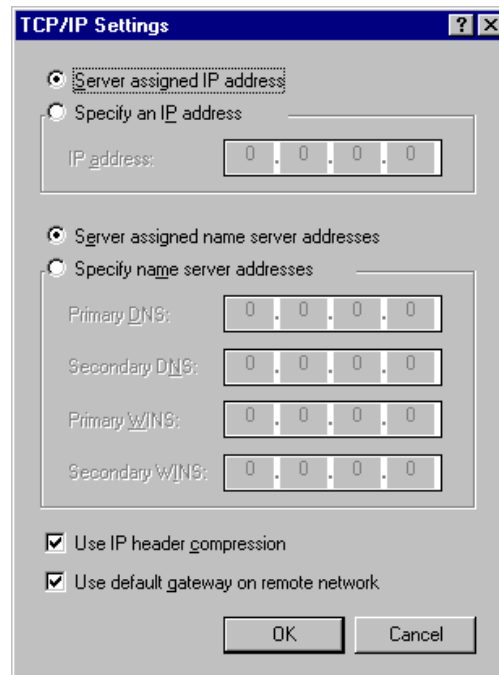 TCP/IP Settings
Server assigned IP address
Specify an IP address
IP address: 0 . 0 . 0 . 0
Server assigned name server addresses
Specify name server addresses
Primary DNS: 0 . 0 . 0 . 0
Secondary DNS: 0 . 0 . 0 . 0
Primary WINS: 0 . 0 . 0 . 0
Secondary WINS: 0 . 0 . 0 . 0
Use IP header compression
Use default gateway on remote network
OK Cancel